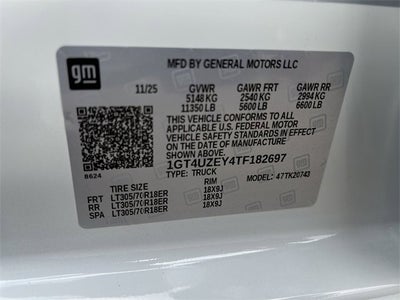 gm
MFD BY GENERAL MOTORS LLC
11/25 GVWR GAWR FRT GAWR RR
5148 KG 2540 KG 2994 KG
11350 LB 5600 LB 6600 LB
THIS VEHICLE CONFORMS TO ALL
APPLICABLE U.S. FEDERAL MOTOR
VEHICLE SAFETY STANDARDS IN EFFECT ON THE
DATE OF MANUFACTURE SHOWN ABOVE.
1GT4UZEY4TF182697
8624 TYPE: TRUCK MODEL: 47TK20743
TIRE SIZE RIM
FRT LT305/70R18ER 18X9J
RR LT305/70R18ER 18X9J
SPA LT305/70R18ER 18X9J